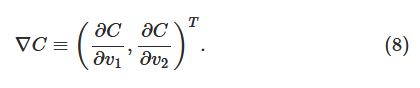 ∇C ≡ (∂C/∂v₁, ∂C/∂v₂)ᵀ. (8)